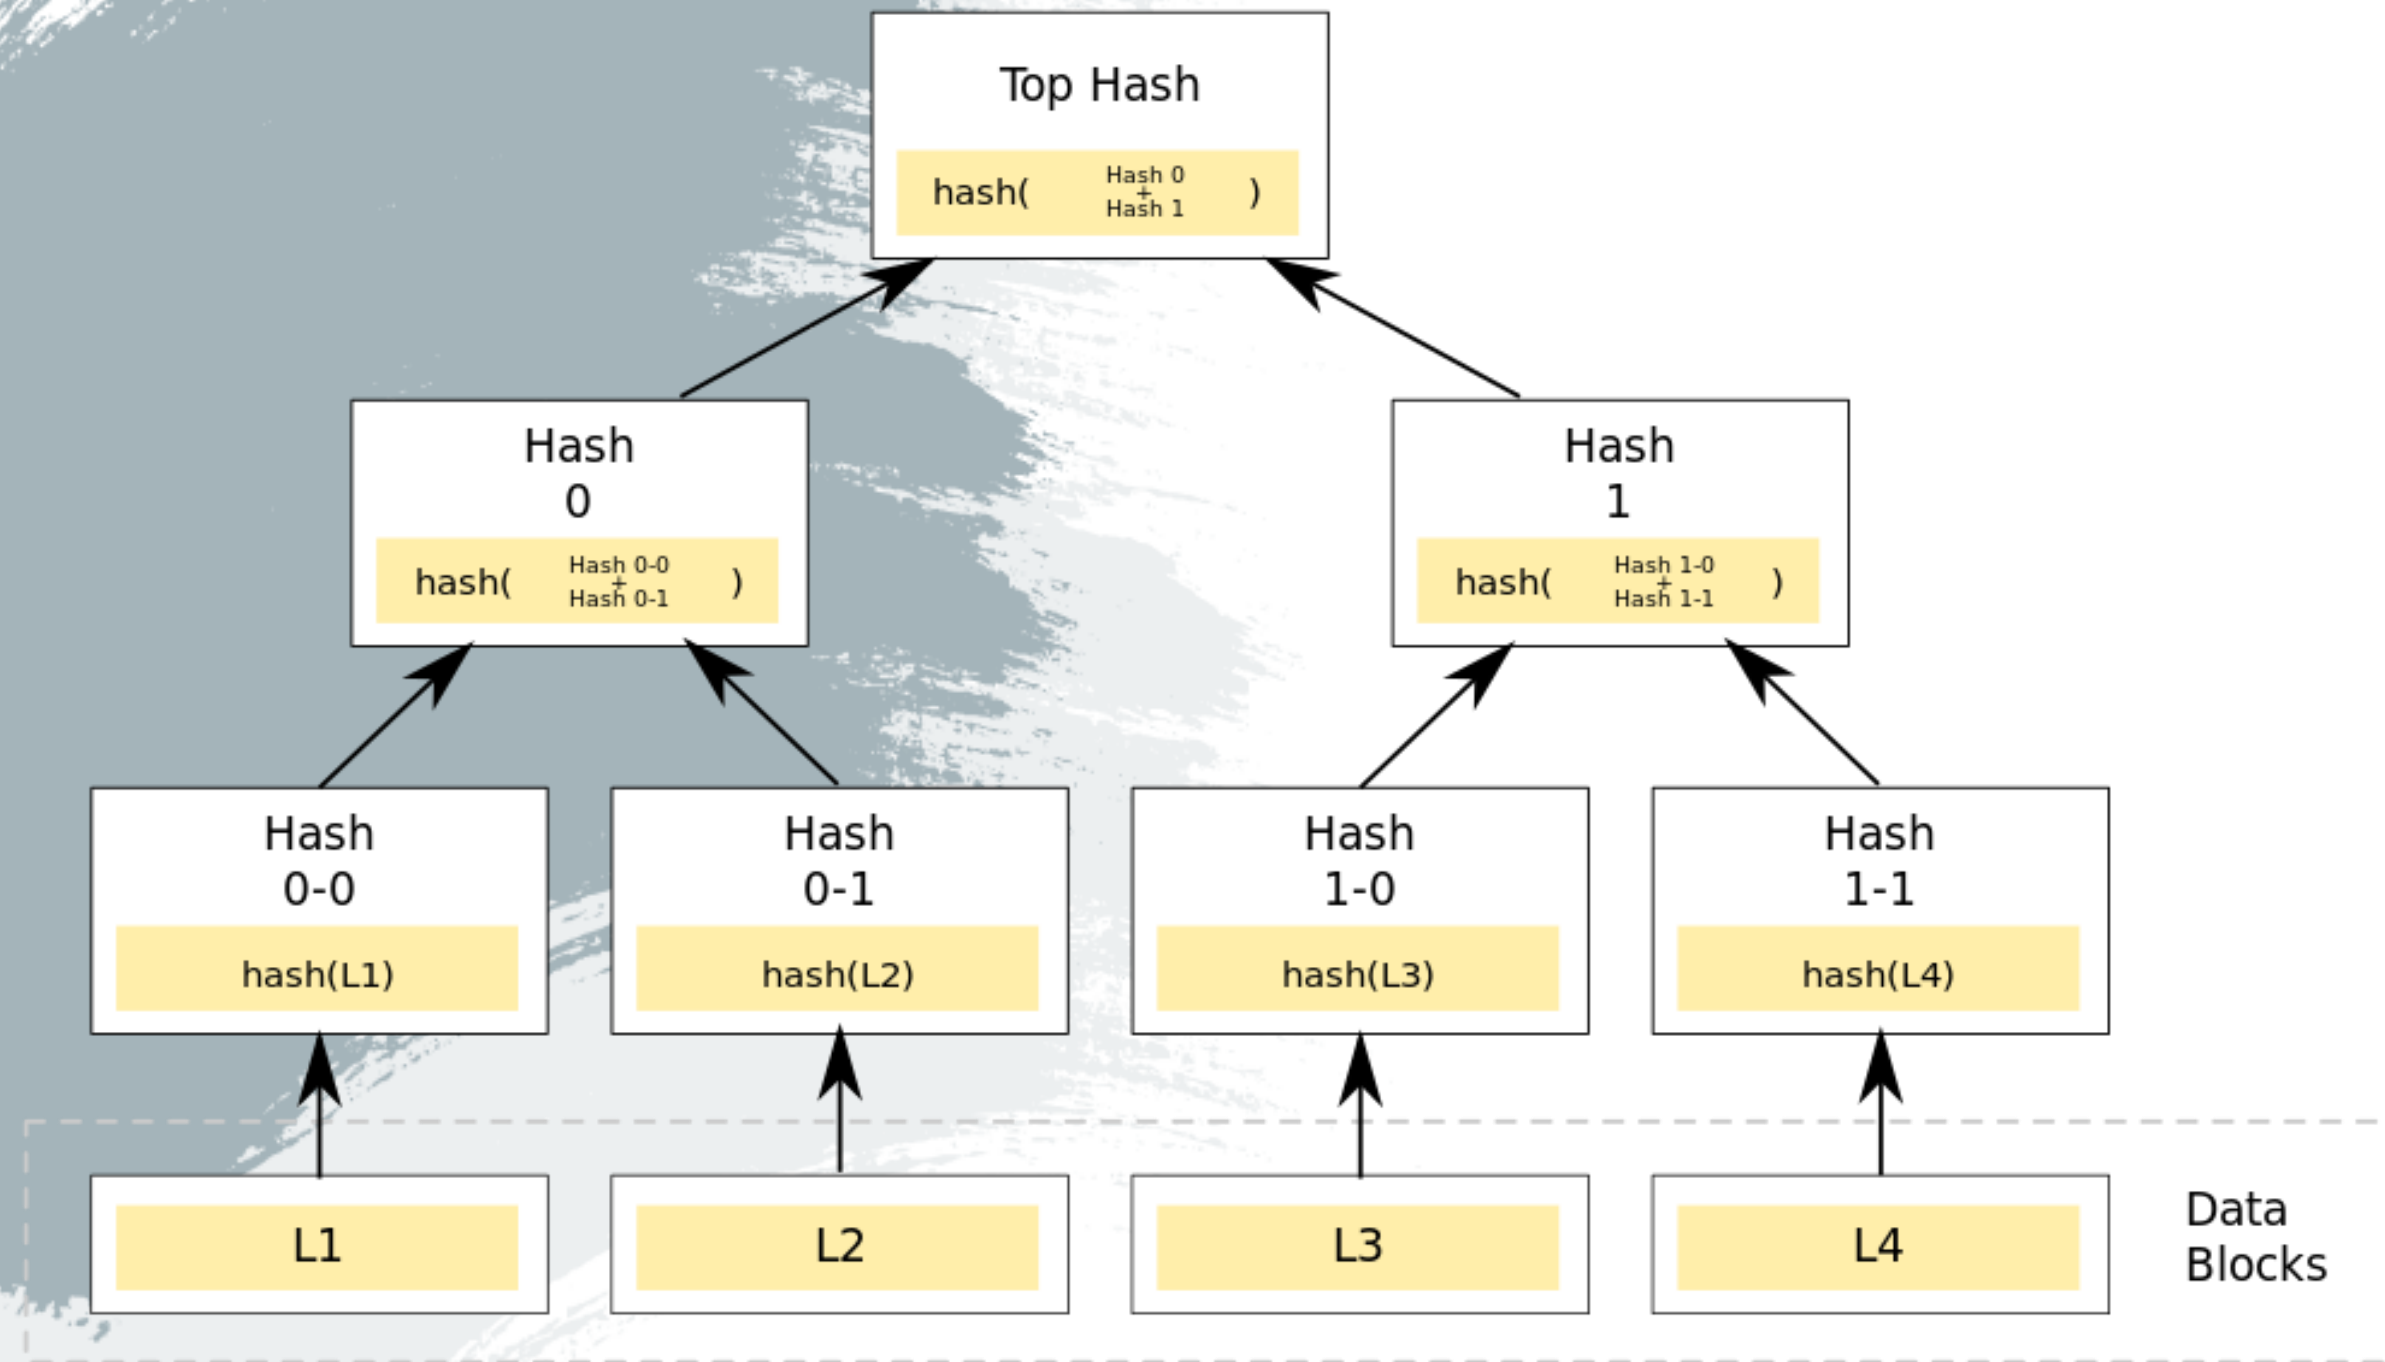 Top Hash
hash( Hash 0 + Hash 1 )
Hash
0
hash( Hash 0-0 + Hash 0-1 )
Hash
1
hash( Hash 1-0 + Hash 1-1 )
Hash
0-0
hash(L1)
Hash
0-1
hash(L2)
Hash
1-0
hash(L3)
Hash
1-1
hash(L4)
L1
L2
L3
L4
Data
Blocks